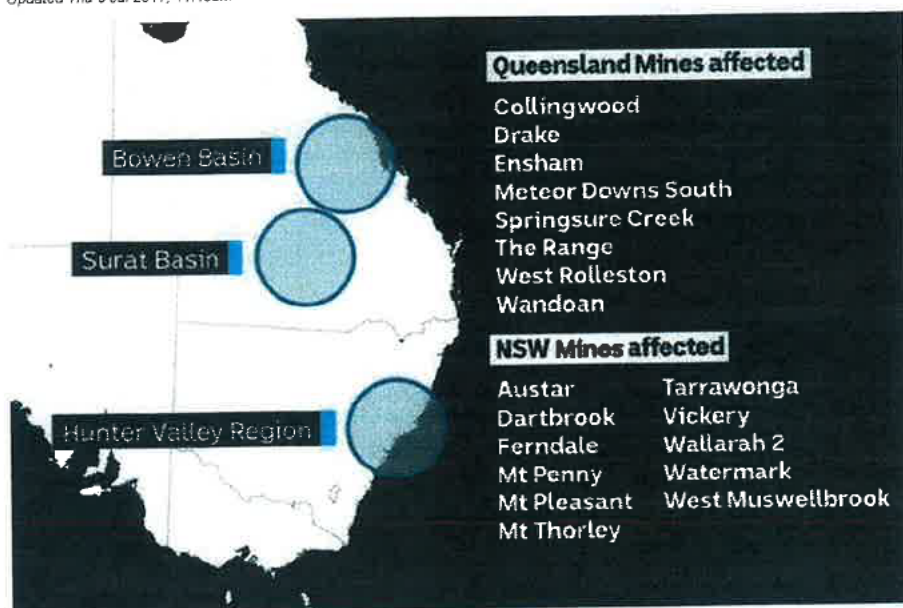 Queensland Mines affected
Collingwood
Drake
Ensham
Meteor Downs South
Springsure Creek
The Range
West Rolleston
Wandoan
Bowen Basin
Surat Basin
Hunter Valley Region
NSW Mines affected
Austar
Dartbrook
Ferndale
Mt Penny
Mt Pleasant
Mt Thorley
Tarrawonga
Vickery
Wallarah 2
Watermark
West Muswellbrook